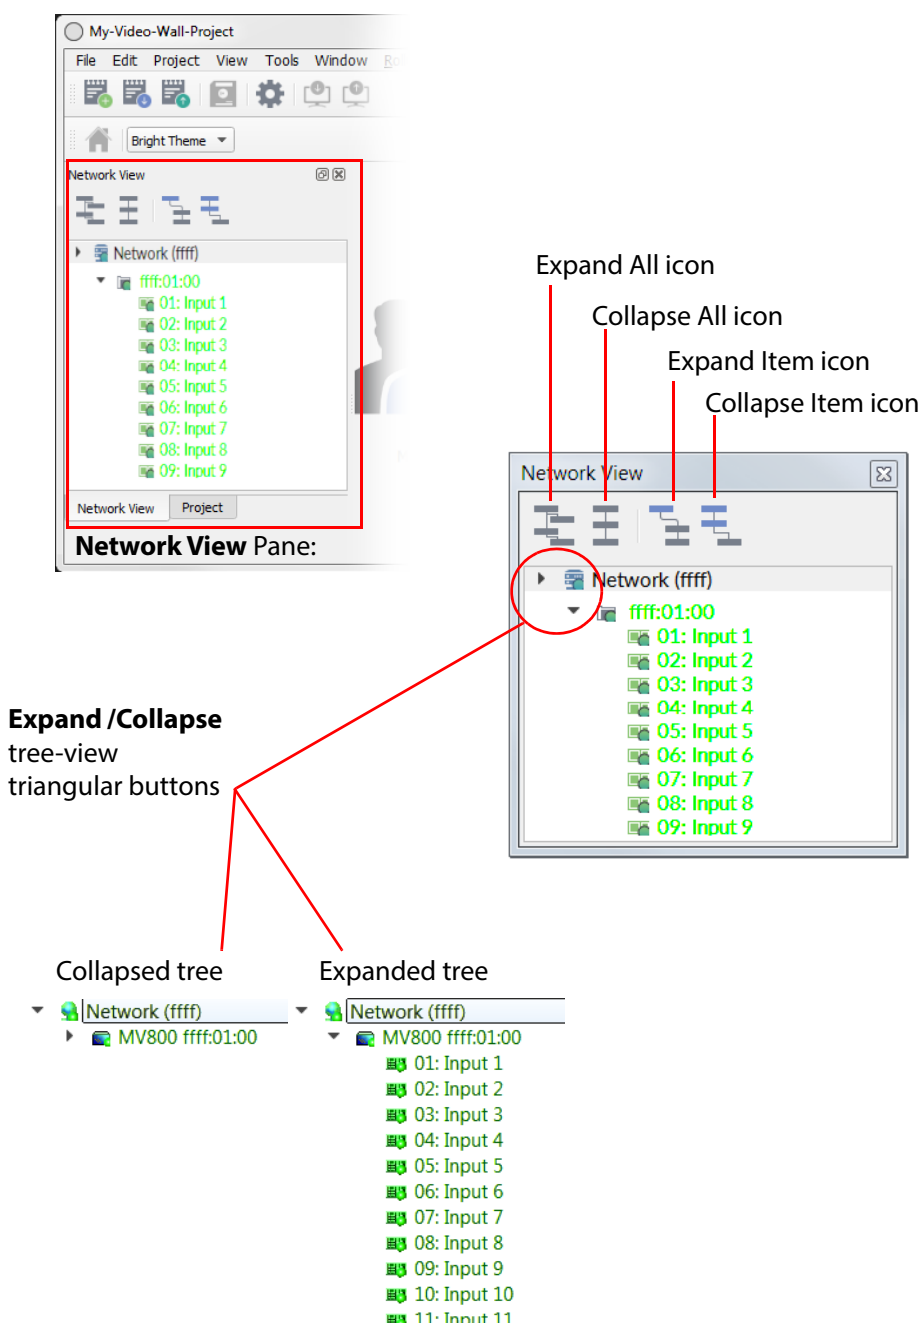 My-Video-Wall-Project
File Edit Project View Tools Window
Bright Theme
Network View
Network (ffff)
ffff:01:00
01: Input 1
02: Input 2
03: Input 3
04: Input 4
05: Input 5
06: Input 6
07: Input 7
08: Input 8
09: Input 9
Network View Project
Network View Pane:
Expand All icon
Collapse All icon
Expand Item icon
Collapse Item icon
Network View
Network (ffff)
ffff:01:00
01: Input 1
02: Input 2
03: Input 3
04: Input 4
05: Input 5
06: Input 6
07: Input 7
08: Input 8
09: Input 9
Expand /Collapse
tree-view
triangular buttons
Collapsed tree
Network (ffff)
MV800 ffff:01:00
Expanded tree
Network (ffff)
MV800 ffff:01:00
01: Input 1
02: Input 2
03: Input 3
04: Input 4
05: Input 5
06: Input 6
07: Input 7
08: Input 8
09: Input 9
10: Input 10
11: Input 11